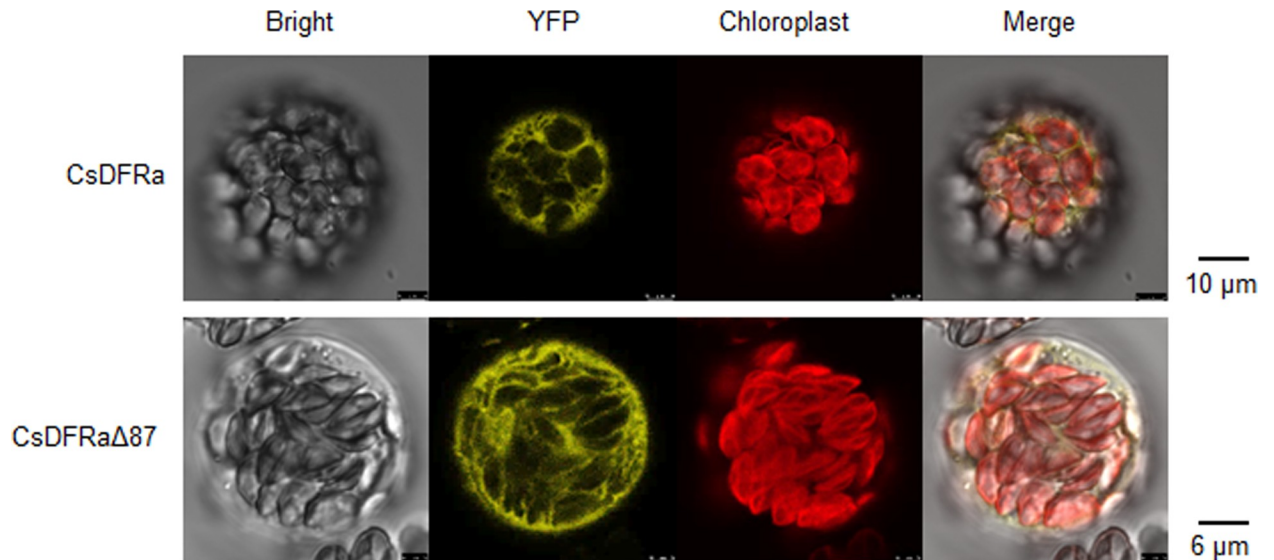 Bright YFP Chloroplast Merge
CsDFRa
10 μm
CsDFRaΔ87
6 μm